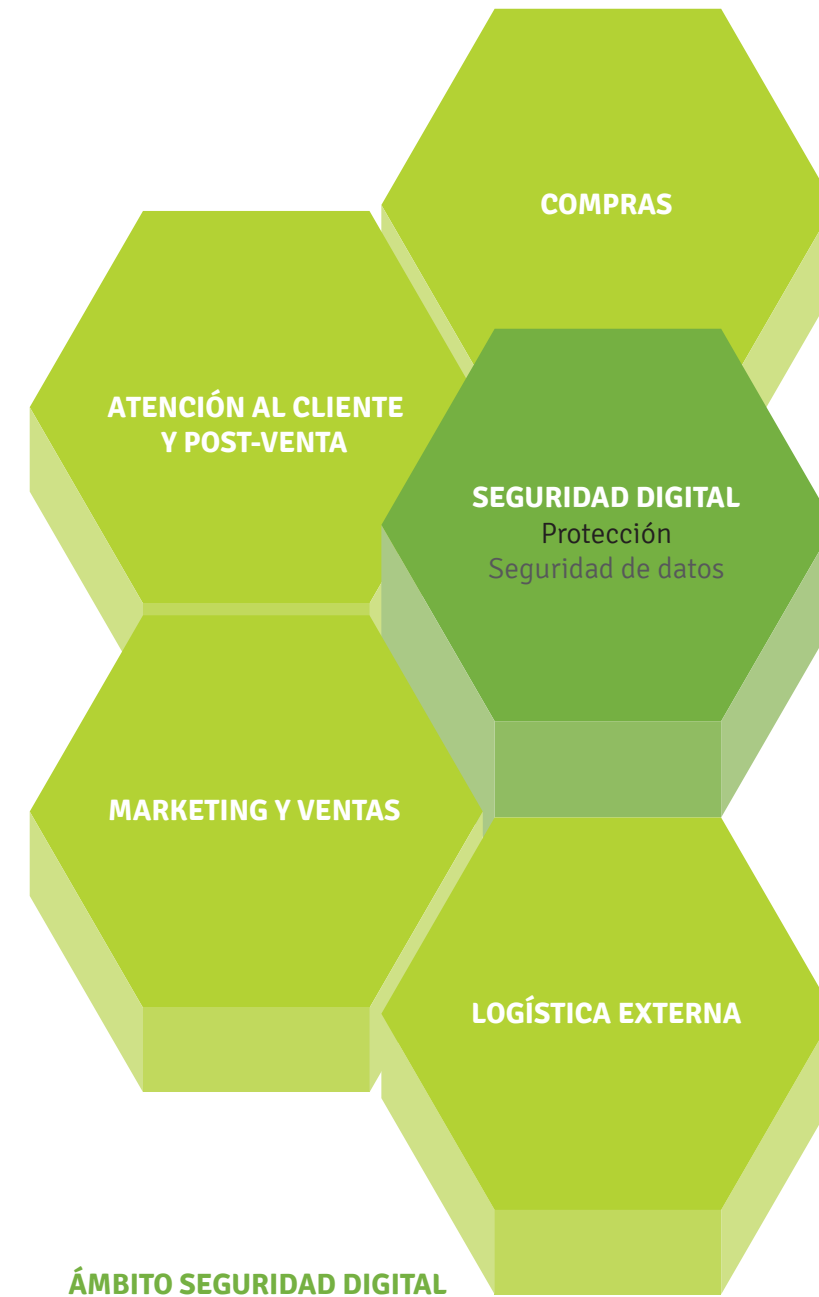 COMPRAS
ATENCIÓN AL CLIENTE
Y POST-VENTA
SEGURIDAD DIGITAL
Protección
Seguridad de datos
MARKETING Y VENTAS
LOGÍSTICA EXTERNA
ÁMBITO SEGURIDAD DIGITAL